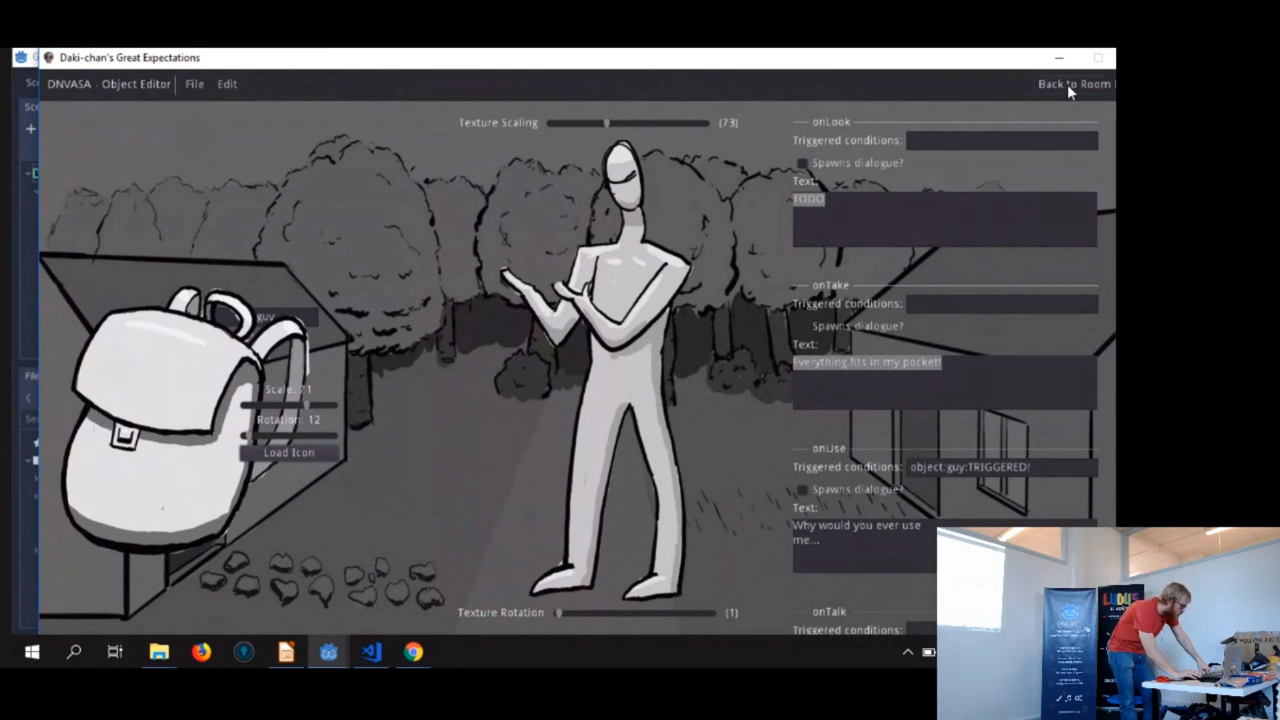 Daki-chan's Great Expectations
DNVASA - Object Editor File Edit Back to Room
Texture Scaling (73)
onLook
Triggered conditions:
Spawns dialogue?
Text:
TODO
onTake
Triggered conditions:
Spawns dialogue?
Text:
Everything fits in my pocket!
onUse
Triggered conditions: object:guy:TRIGGERED!
Spawns dialogue?
Text:
Why would you ever use
me...
onTalk
Triggered conditions:
guy
Scale: 71
Rotation: 12
Load Icon
Texture Rotation (1)
LUDUS